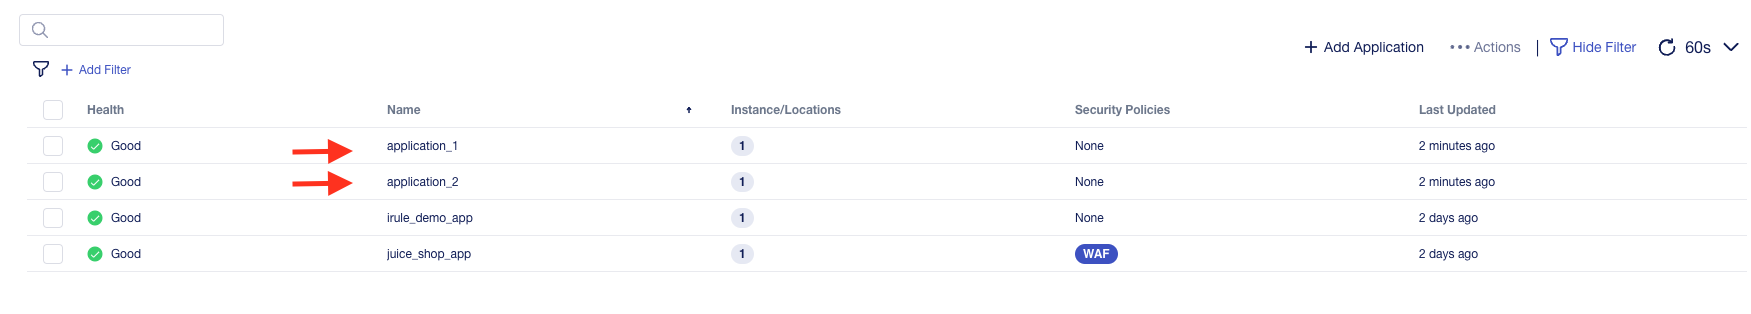 + Add Application ••• Actions | Hide Filter 60s
+ Add Filter
Health Name Instance/Locations Security Policies Last Updated
Good application_1 1 None 2 minutes ago
Good application_2 1 None 2 minutes ago
Good irule_demo_app 1 None 2 days ago
Good juice_shop_app 1 WAF 2 days ago